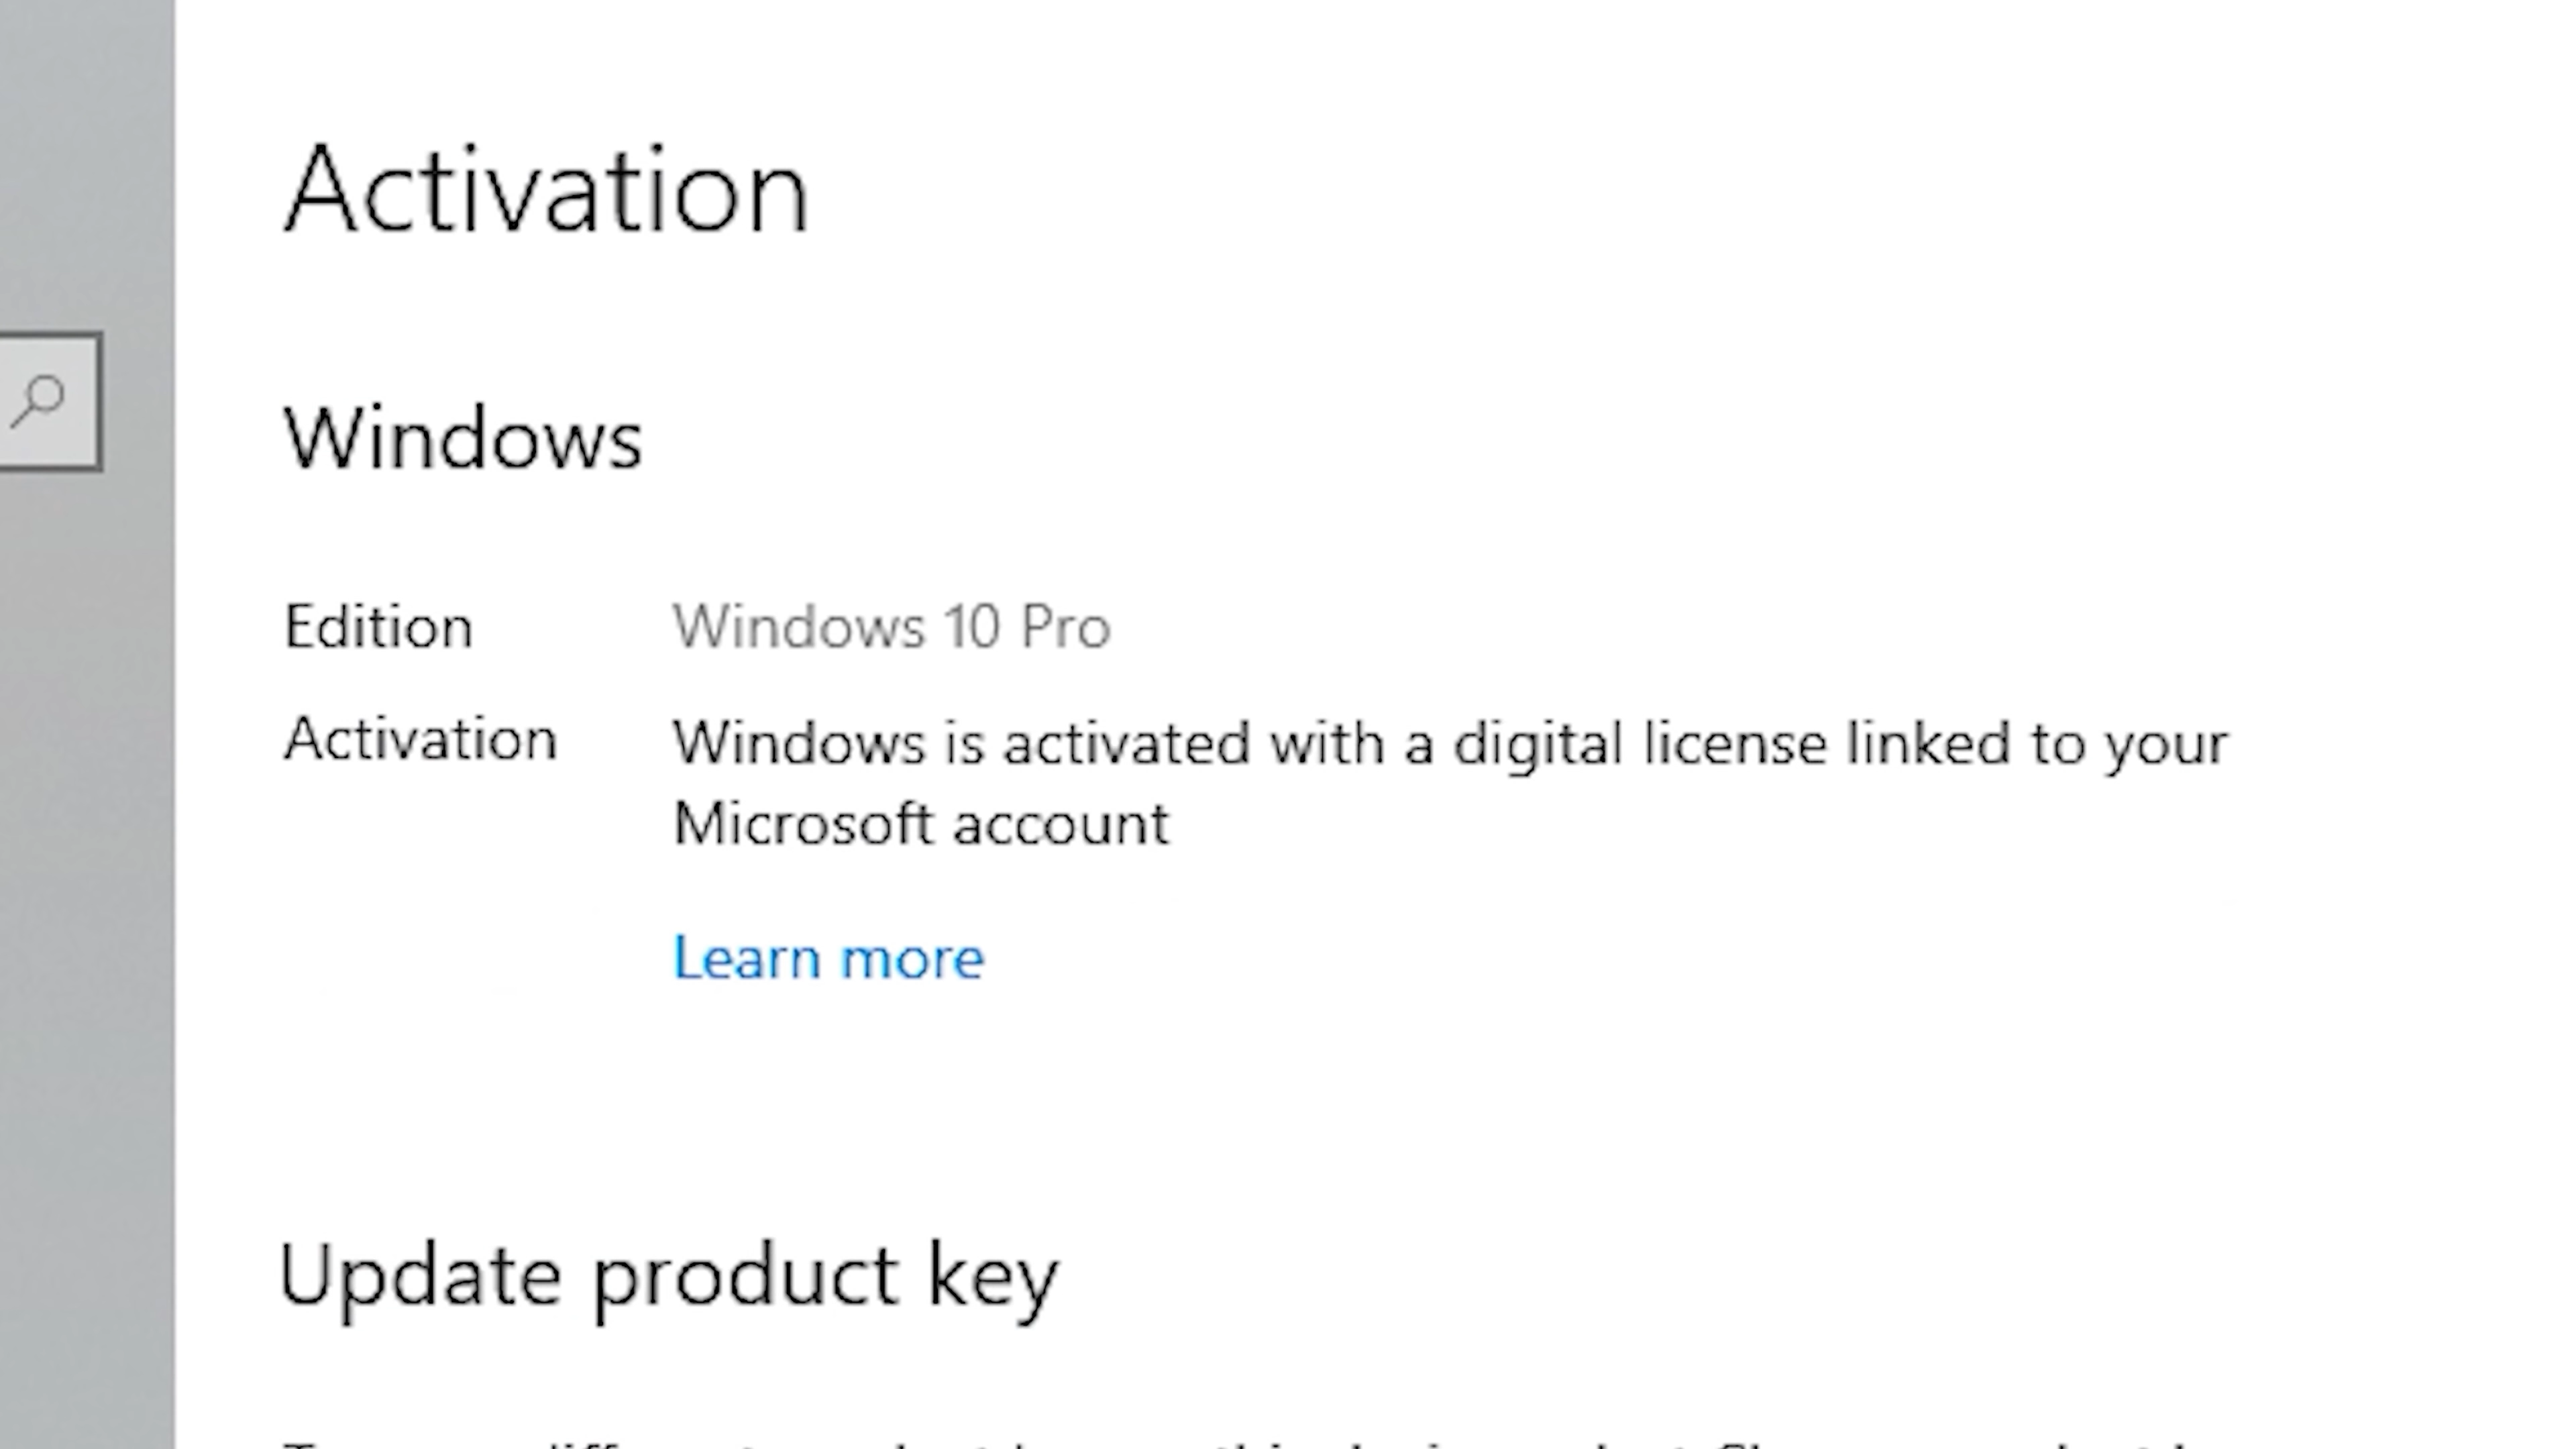 Activation
Windows
Edition Windows 10 Pro
Activation Windows is activated with a digital license linked to your
Microsoft account
Learn more
Update product key